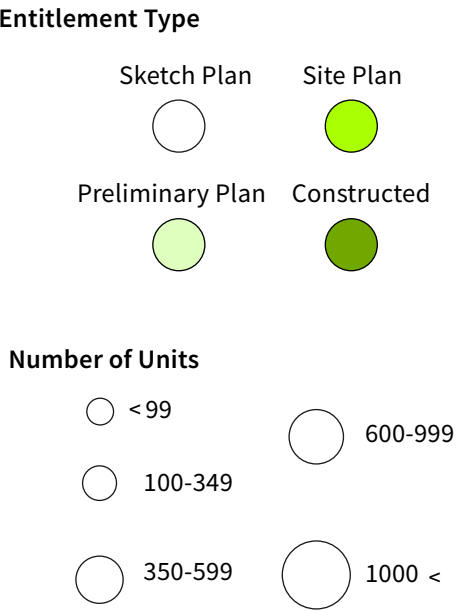 Entitlement Type
Sketch Plan Site Plan
Preliminary Plan Constructed
Number of Units
< 99
600-999
100-349
350-599
1000 <